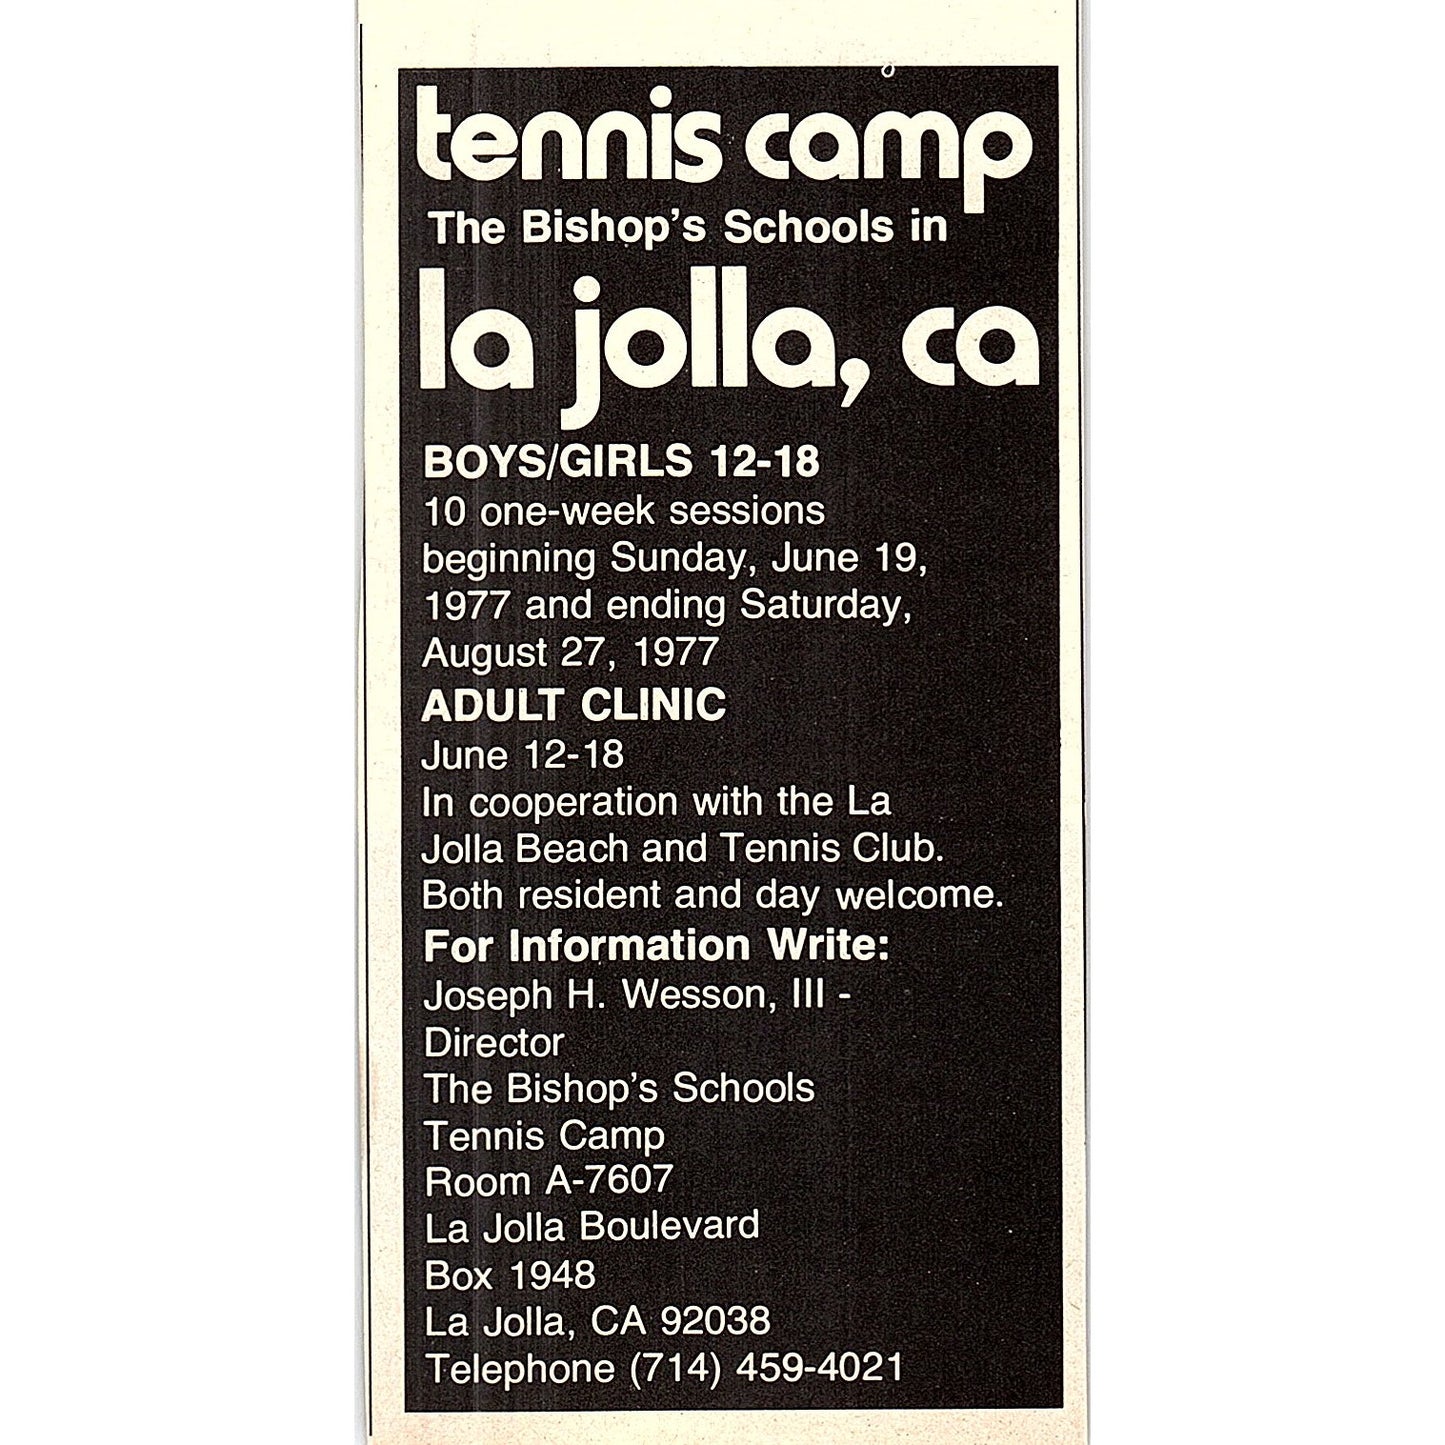 tennis camp
The Bishop's Schools in
la jolla, ca
BOYS/GIRLS 12-18
10 one-week sessions
beginning Sunday, June 19,
1977 and ending Saturday,
August 27, 1977
ADULT CLINIC
June 12-18
In cooperation with the La
Jolla Beach and Tennis Club.
Both resident and day welcome.
For Information Write:
Joseph H. Wesson, III -
Director
The Bishop's Schools
Tennis Camp
Room A-7607
La Jolla Boulevard
Box 1948
La Jolla, CA 92038
Telephone (714) 459-4021